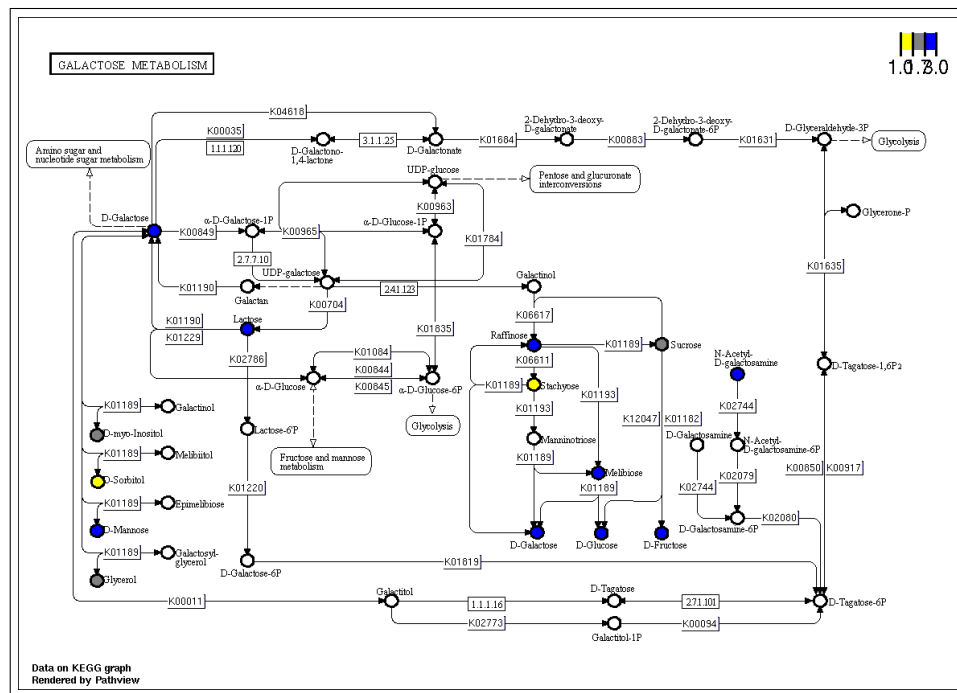 1.0 1.7 3.0
GALACTOSE METABOLISM
K04618
K00035
1.1.1.120
D-Galactono-
1,4-lactone
3.1.1.25
D-Galactonate
K01684
2-Dehydro-3-deoxy-
D-galactonate
K00883
2-Dehydro-3-deoxy-
D-galactonate-6P
K01631
D-Glyceraldehyde-3P
Glycolysis
Amino sugar and
nucleotide sugar metabolism
UDP-glucose
Pentose and glucuronate
interconversions
K00963
D-Galactose
K00849
α-D-Galactose-1P
K00965
α-D-Glucose-1P
K01784
Glycerone-P
2.7.7.10
UDP-galactose
K01635
K01190
Galactan
2.4.1.123
Galactinol
K00704
K01190
K01229
Lactose
K06617
K01835
Raffinose
K01189
Sucrose
K02786
K01084
K00844
K00845
α-D-Glucose
α-D-Glucose-6P
K06611
K01189
Stachyose
K01193
K01193
N-Acetyl-
D-galactosamine
D-Tagatose-1,6P2
K01189
Galactinol
D-myo-Inositol
Lactose-6'P
Glycolysis
Fructose and mannose
metabolism
Manninotriose
K12047
K01182
K02744
D-Galactosamine
N-Acetyl-
D-galactosamine-6P
K01189
Melibiitol
D-Sorbitol
K01189
Melibiose
K01189
K00850
K00917
K02744
K02079
K01220
K01189
Epimelibiose
D-Mannose
D-Galactosamine-6P
K02080
D-Galactose
D-Glucose
D-Fructose
K01189
Galactosyl-
glycerol
Glycerol
D-Galactose-6P
K01819
K00011
Galactitol
1.1.1.16
D-Tagatose
2.7.1.101
D-Tagatose-6P
K02773
Galactitol-1P
K00094
Data on KEGG graph
Rendered by Pathview